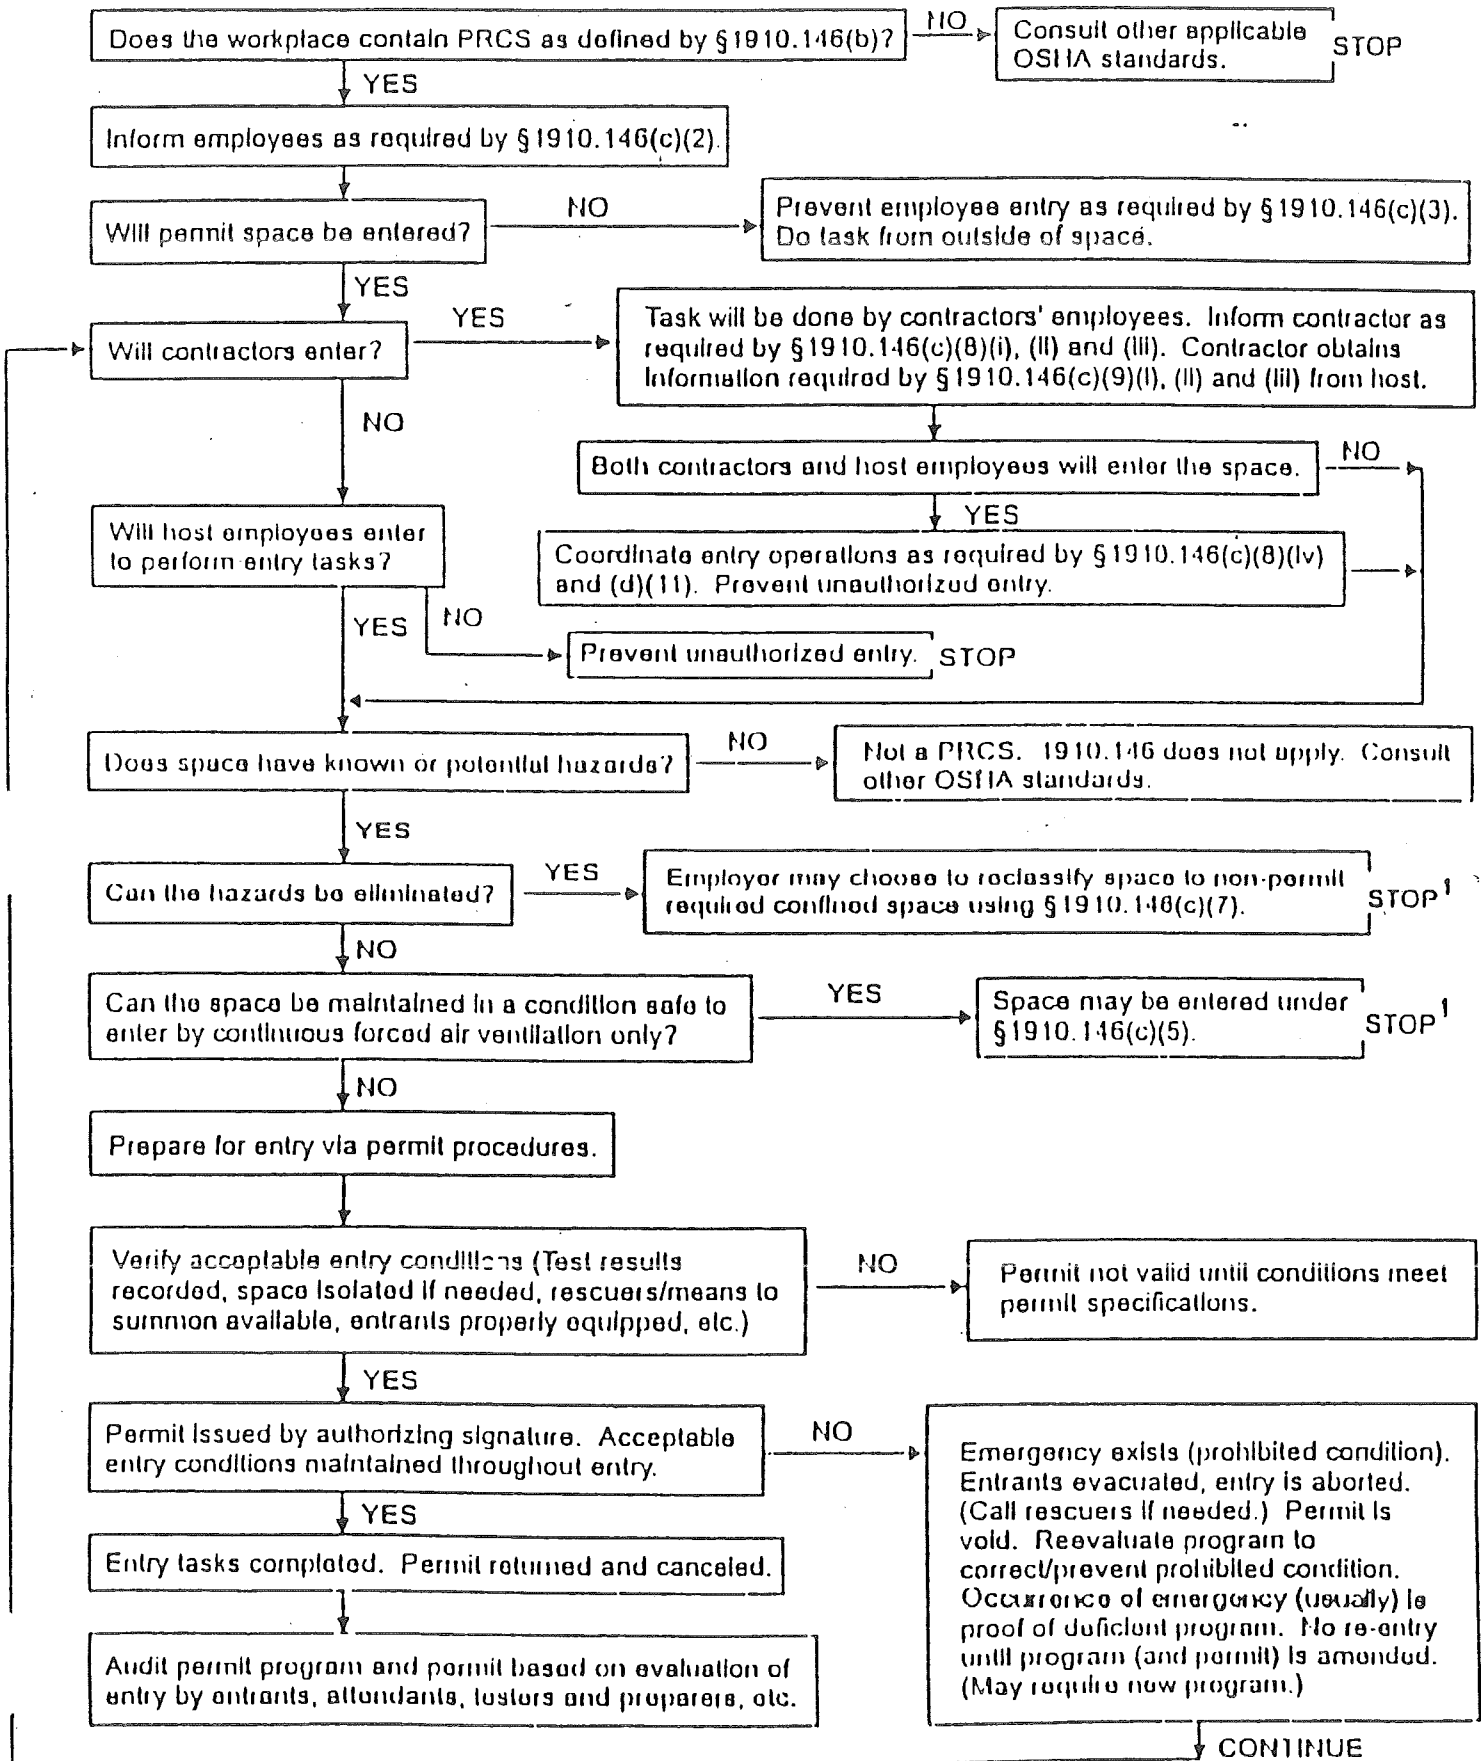 Does the workplace contain PRCS as defined by §1910.146(b)?
NO
Consult other applicable
OSHA standards.
STOP
YES
Inform employees as required by §1910.146(c)(2).
Will permit space be entered?
NO
Prevent employee entry as required by §1910.146(c)(3).
Do task from outside of space.
YES
Will contractors enter?
YES
Task will be done by contractors' employees. Inform contractor as
required by §1910.146(c)(8)(i), (ii) and (iii). Contractor obtains
information required by §1910.146(c)(9)(i), (ii) and (iii) from host.
NO
Both contractors and host employees will enter the space.
NO
YES
Will host employees enter
to perform entry tasks?
Coordinate entry operations as required by §1910.146(c)(8)(iv)
and (d)(11). Prevent unauthorized entry.
YES
NO
Prevent unauthorized entry.
STOP
Does space have known or potential hazards?
NO
Not a PRCS. 1910.146 does not apply. Consult
other OSHA standards.
YES
Can the hazards be eliminated?
YES
Employer may choose to reclassify space to non-permit
required confined space using §1910.146(c)(7).
STOP¹
NO
Can the space be maintained in a condition safe to
enter by continuous forced air ventilation only?
YES
Space may be entered under
§1910.146(c)(5).
STOP¹
NO
Prepare for entry via permit procedures.
Verify acceptable entry conditions (Test results
recorded, space isolated if needed, rescuers/means to
summon available, entrants properly equipped, etc.)
NO
Permit not valid until conditions meet
permit specifications.
YES
Permit issued by authorizing signature. Acceptable
entry conditions maintained throughout entry.
NO
Emergency exists (prohibited condition).
Entrants evacuated, entry is aborted.
(Call rescuers if needed.) Permit is
void. Reevaluate program to
correct/prevent prohibited condition.
Occurrence of emergency (usually) is
proof of deficient program. No re-entry
until program (and permit) is amended.
(May require new program.)
YES
Entry tasks completed. Permit returned and canceled.
Audit permit program and permit based on evaluation of
entry by entrants, attendants, testers and preparers, etc.
CONTINUE